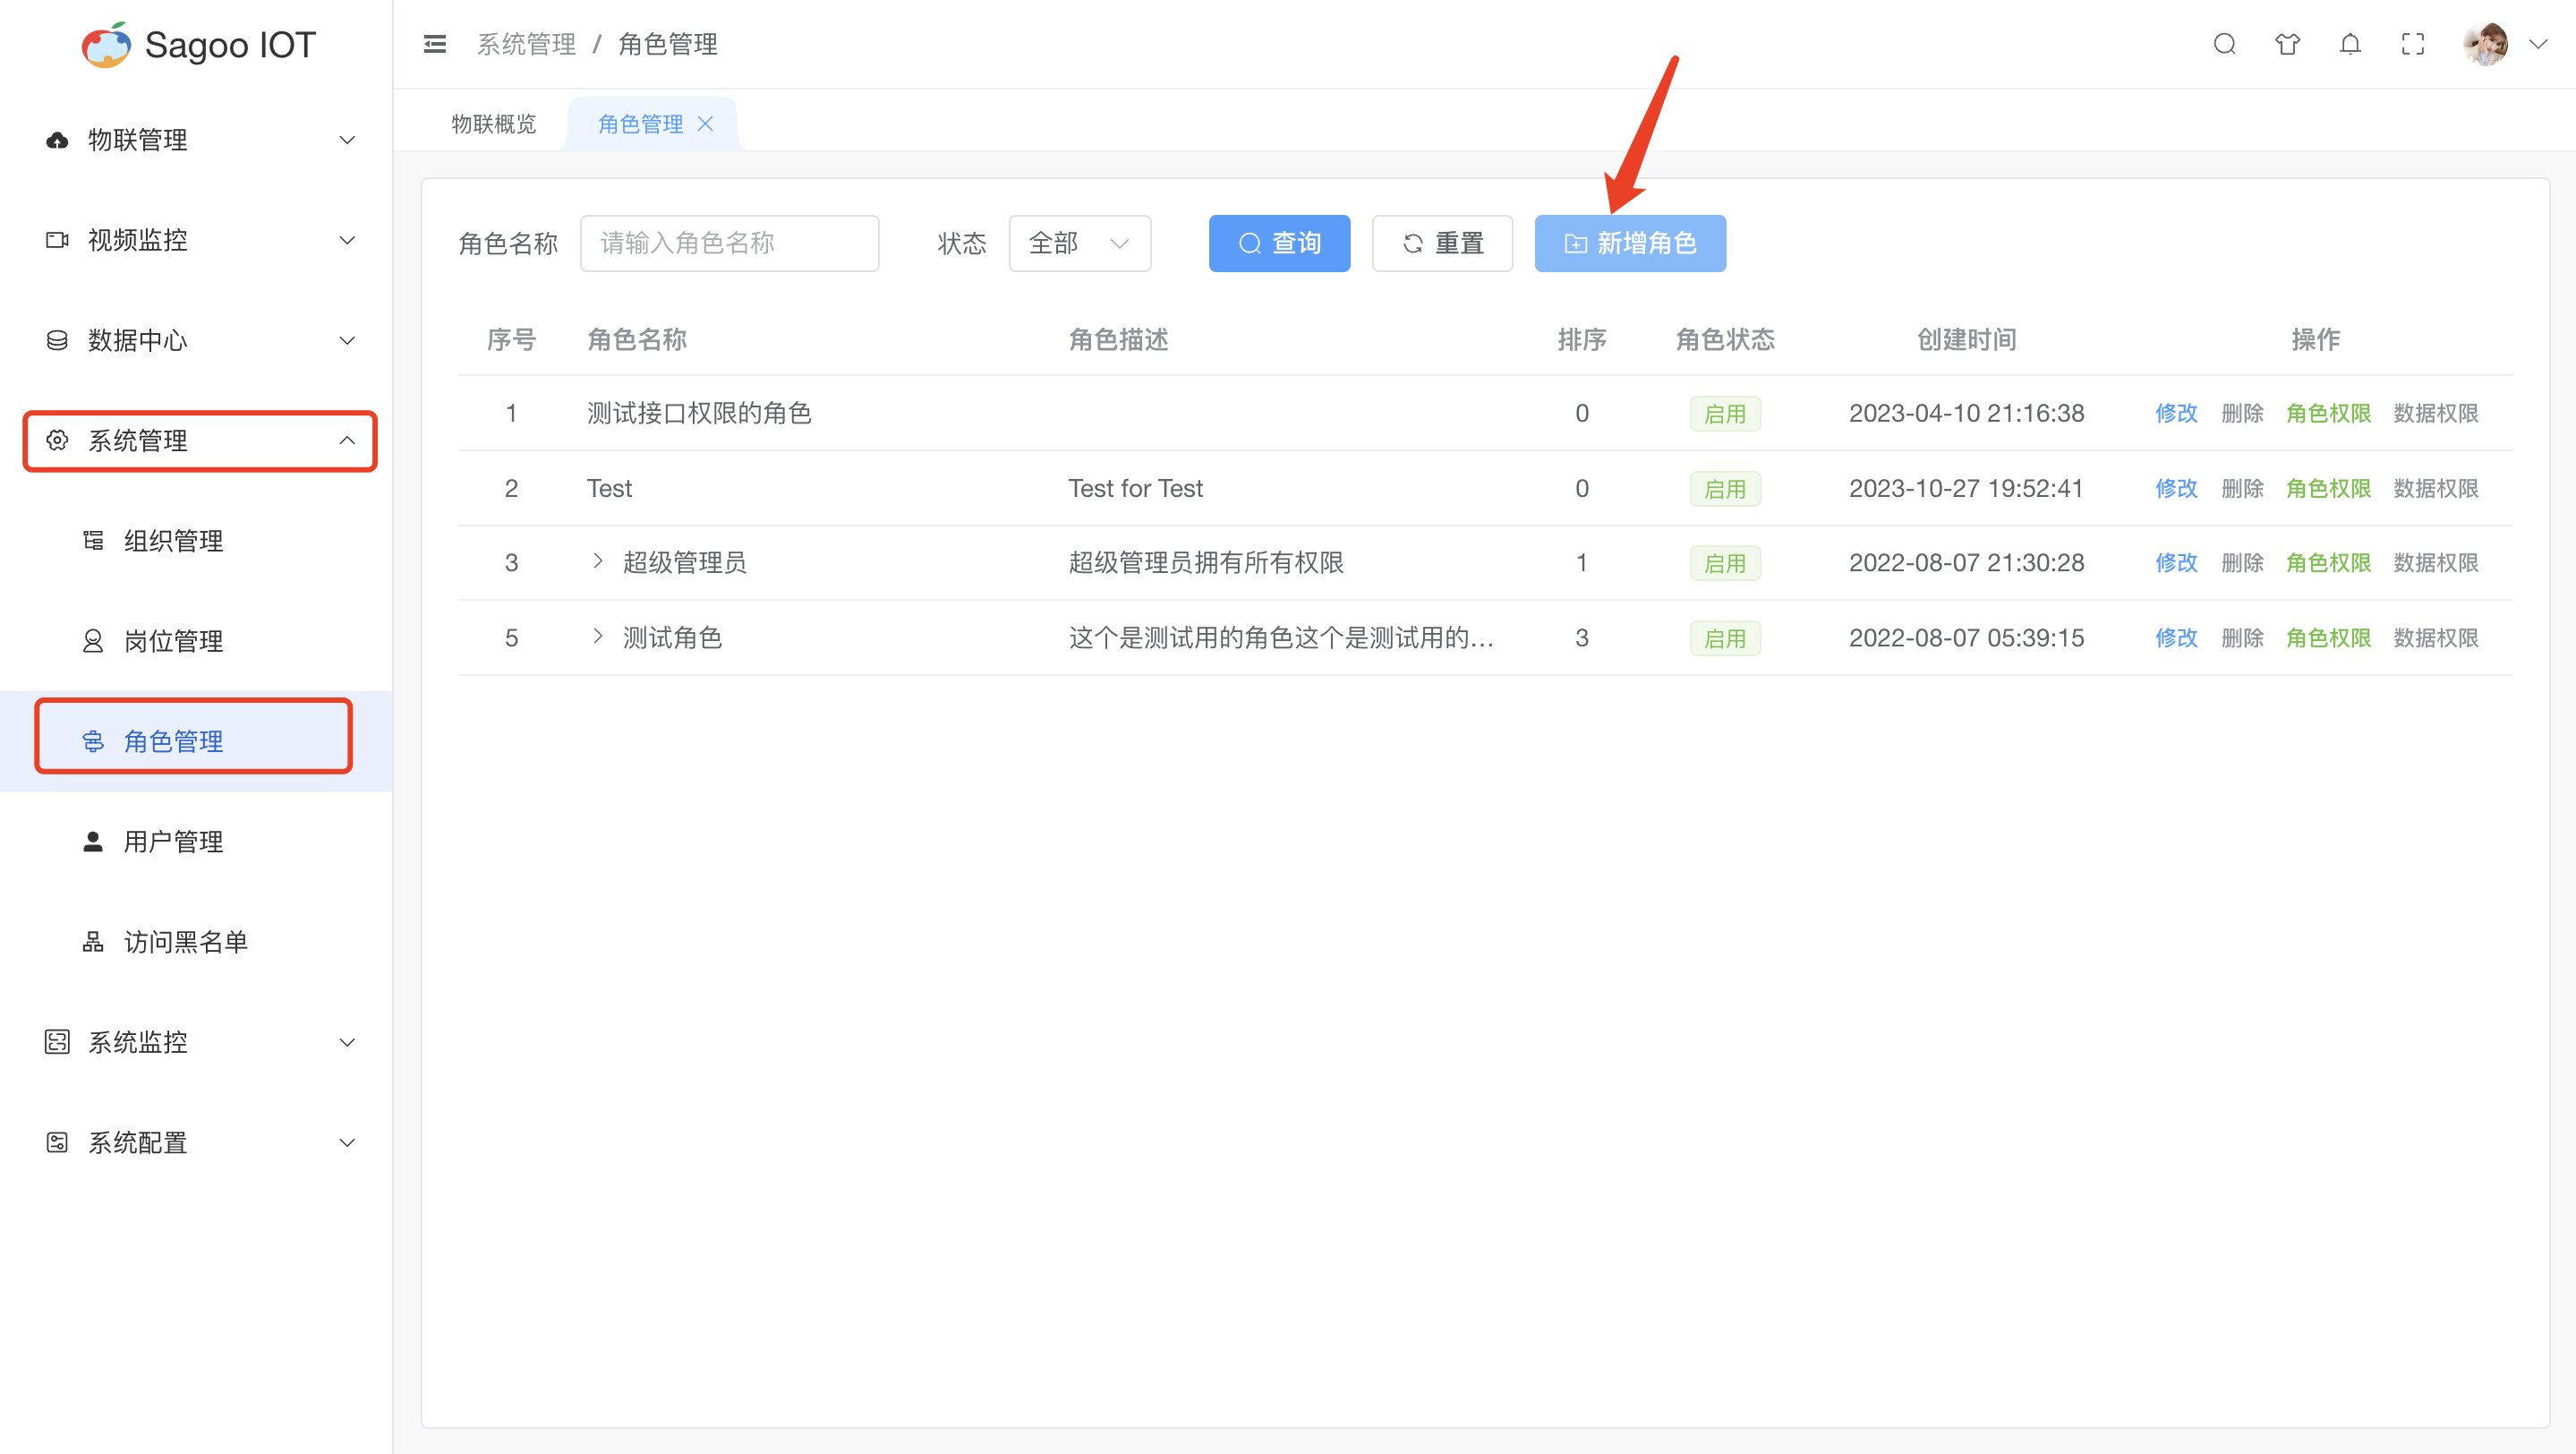 Sagoo IOT
系统管理 / 角色管理
物联概览 角色管理
物联管理
视频监控
数据中心
系统管理
组织管理
岗位管理
角色管理
用户管理
访问黑名单
系统监控
系统配置
角色名称 请输入角色名称 状态 全部 查询 重置 新增角色
序号 角色名称 角色描述 排序 角色状态 创建时间 操作
1 测试接口权限的角色 0 启用 2023-04-10 21:16:38 修改 删除 角色权限 数据权限
2 Test Test for Test 0 启用 2023-10-27 19:52:41 修改 删除 角色权限 数据权限
3 超级管理员 超级管理员拥有所有权限 1 启用 2022-08-07 21:30:28 修改 删除 角色权限 数据权限
5 测试角色 这个是测试用的角色这个是测试用的... 3 启用 2022-08-07 05:39:15 修改 删除 角色权限 数据权限